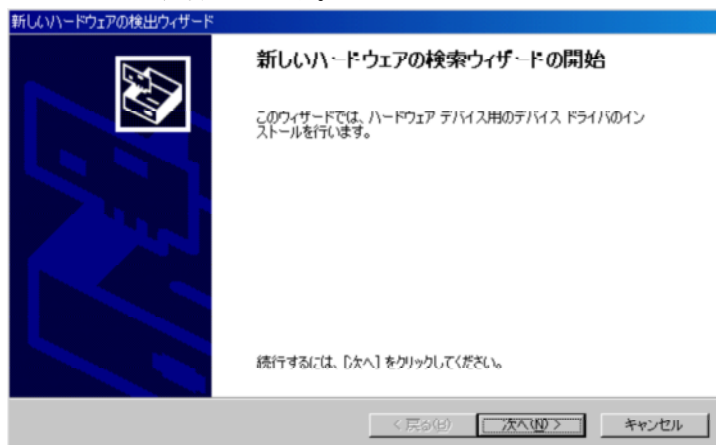 新しいハードウェアの検出ウィザード
新しいハードウェアの検索ウィザードの開始
このウィザードでは、ハードウェア デバイス用のデバイス ドライバのイン
ストールを行います。
続行するには、[次へ] をクリックしてください。
< 戻る(B) 次へ(N) > キャンセル